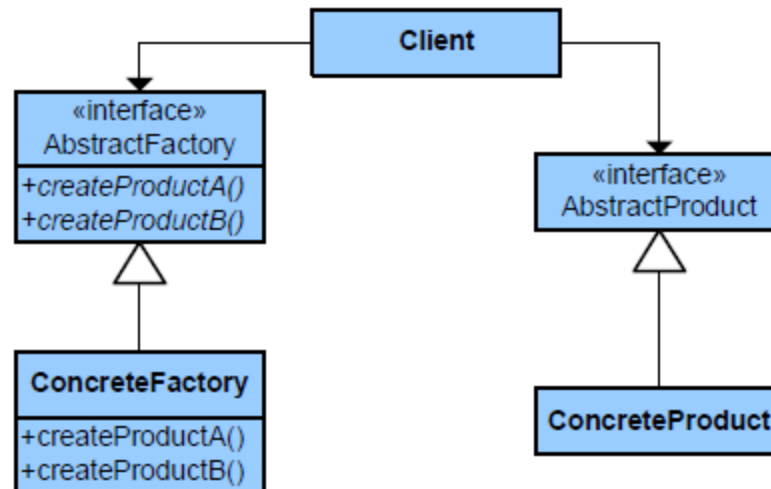 Client
«interface»
AbstractFactory
+createProductA()
+createProductB()
«interface»
AbstractProduct
ConcreteFactory
+createProductA()
+createProductB()
ConcreteProduct